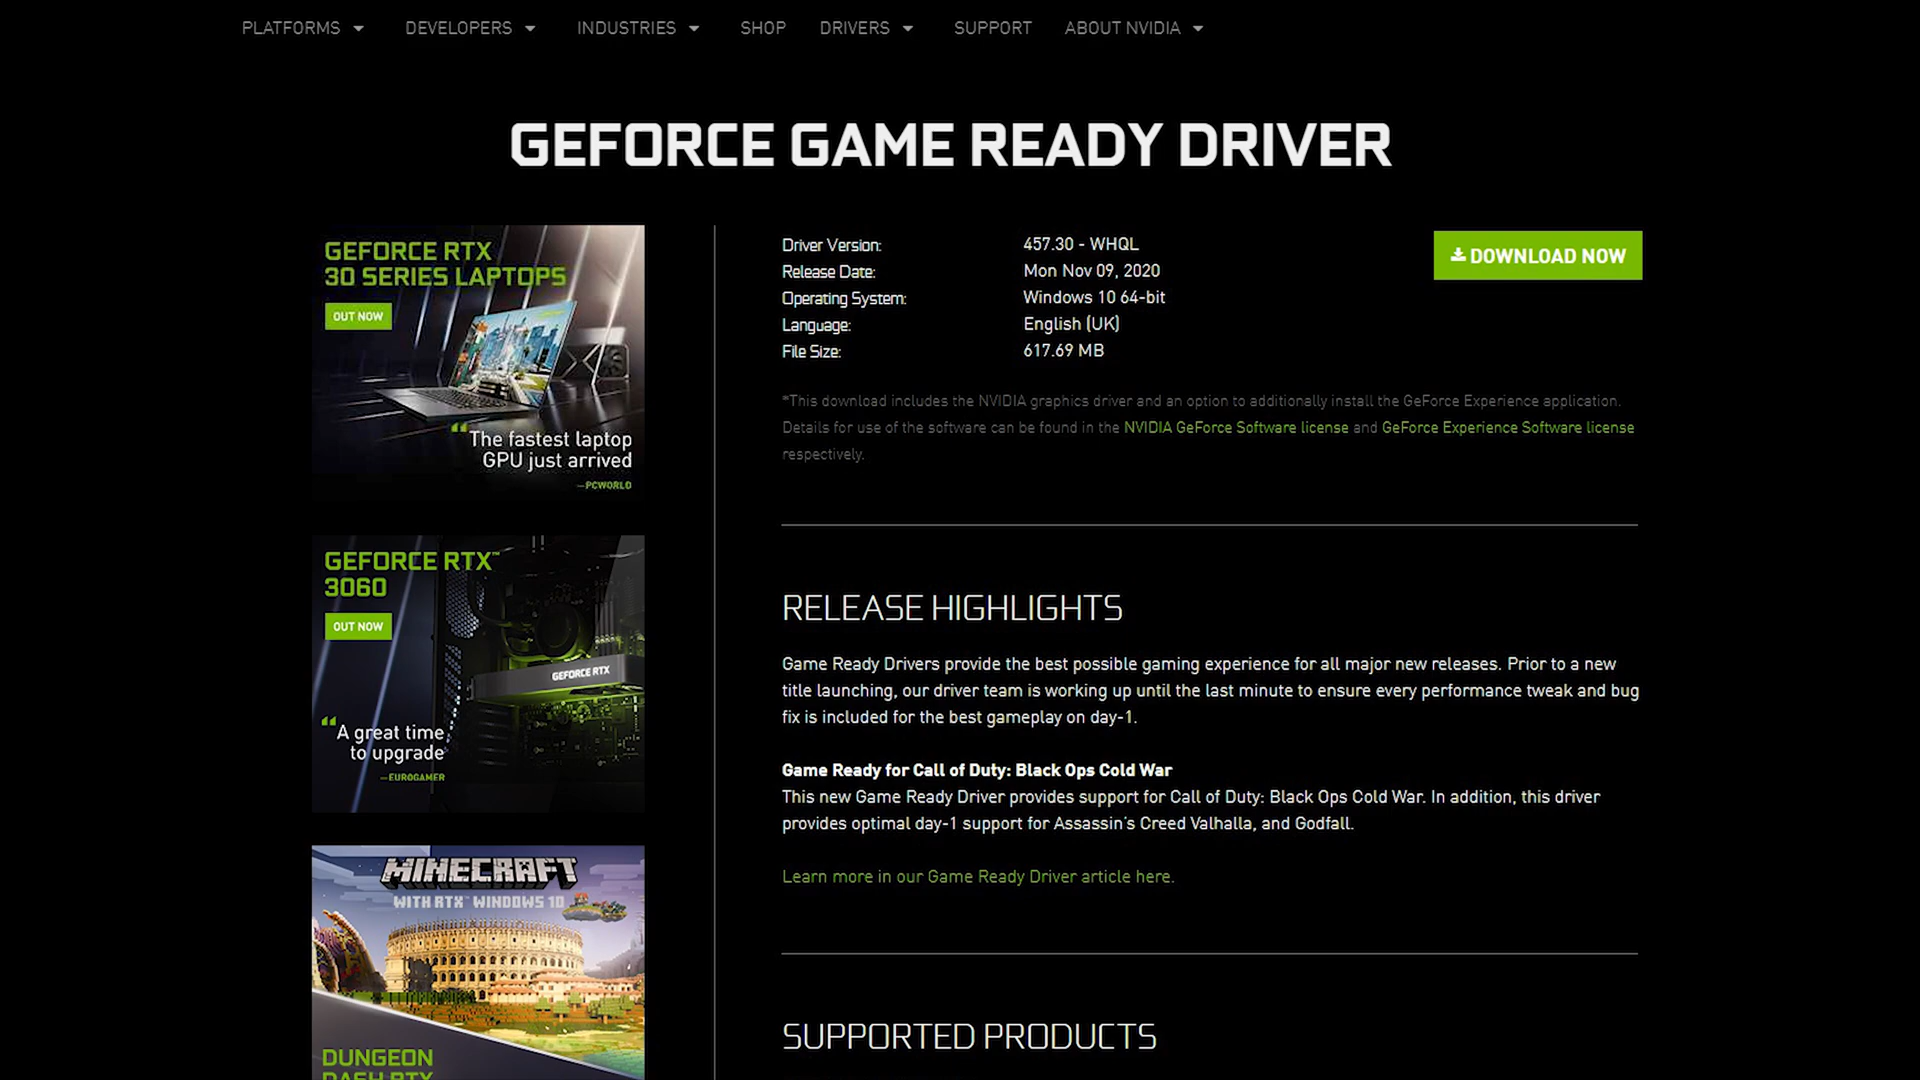 PLATFORMS DEVELOPERS INDUSTRIES SHOP DRIVERS SUPPORT ABOUT NVIDIA
GEFORCE GAME READY DRIVER
GEFORCE RTX
30 SERIES LAPTOPS
OUT NOW
“The fastest laptop
GPU just arrived
—PCWORLD
GEFORCE RTX™
3060
OUT NOW
GEFORCE RTX
“A great time
to upgrade
—EUROGAMER
MINECRAFT
WITH RTX™ WINDOWS 10
DUNGEON
DASH RTX
Driver Version: 457.30 - WHQL
Release Date: Mon Nov 09, 2020
Operating System: Windows 10 64-bit
Language: English (UK)
File Size: 617.69 MB
DOWNLOAD NOW
*This download includes the NVIDIA graphics driver and an option to additionally install the GeForce Experience application.
Details for use of the software can be found in the NVIDIA GeForce Software license and GeForce Experience Software license
respectively.
RELEASE HIGHLIGHTS
Game Ready Drivers provide the best possible gaming experience for all major new releases. Prior to a new
title launching, our driver team is working up until the last minute to ensure every performance tweak and bug
fix is included for the best gameplay on day-1.
Game Ready for Call of Duty: Black Ops Cold War
This new Game Ready Driver provides support for Call of Duty: Black Ops Cold War. In addition, this driver
provides optimal day-1 support for Assassin's Creed Valhalla, and Godfall.
Learn more in our Game Ready Driver article here.
SUPPORTED PRODUCTS